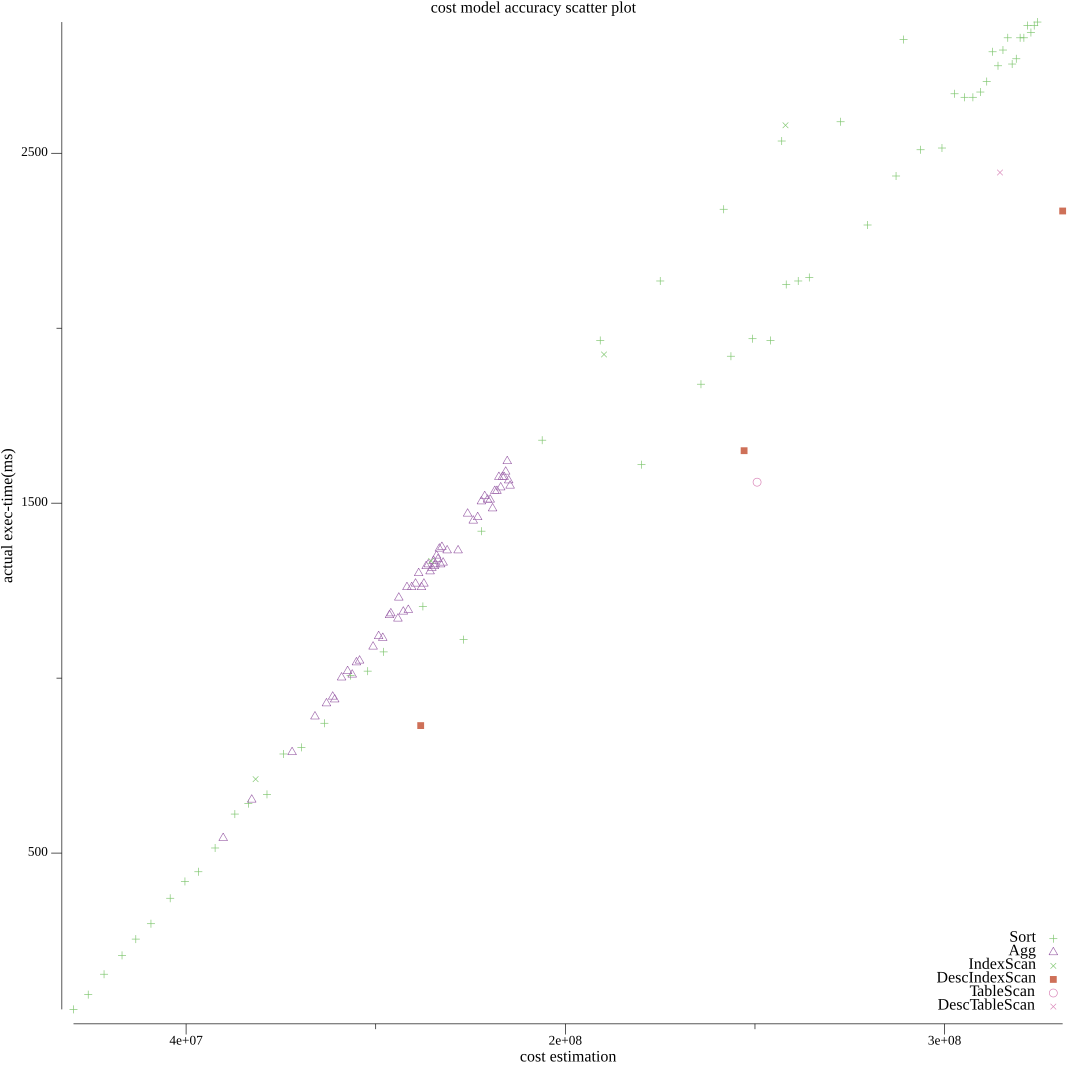 cost model accuracy scatter plot
2500
1500
500
actual exec-time(ms)
Sort
Agg
IndexScan
DescIndexScan
TableScan
DescTableScan
4e+07
2e+08
3e+08
cost estimation